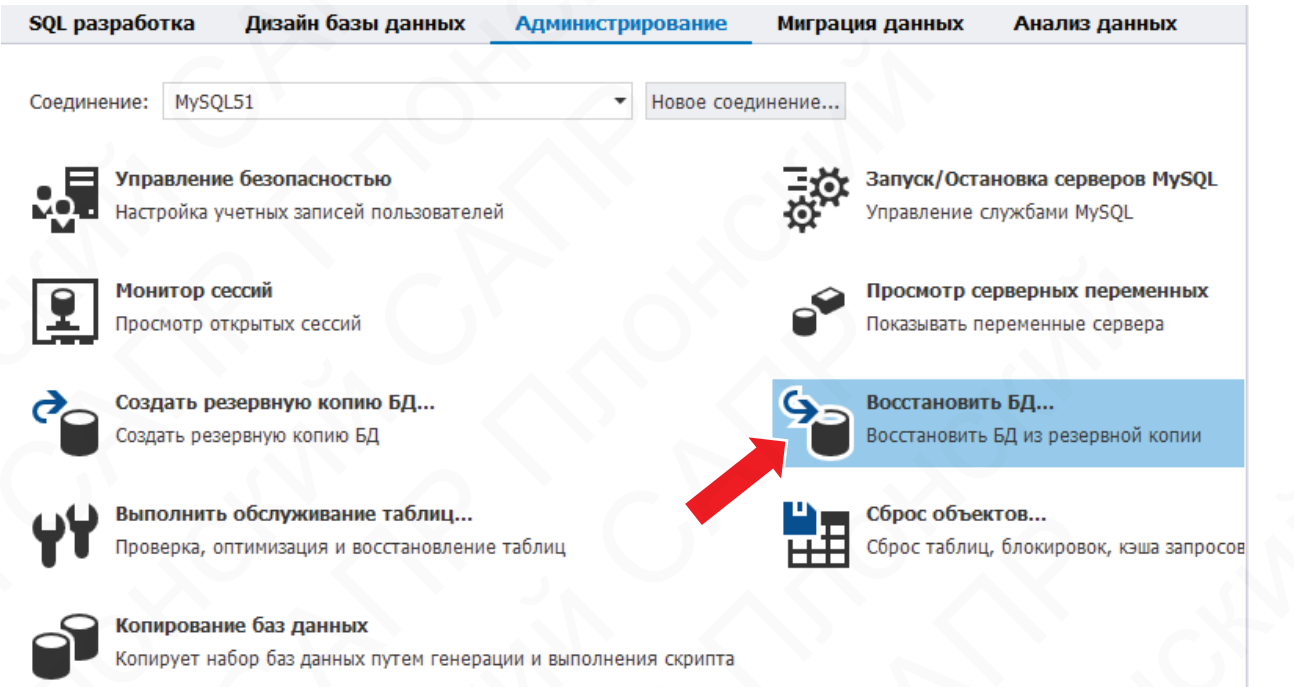 SQL разработка Дизайн базы данных Администрирование Миграция данных Анализ данных
Соединение: MySQL51 Новое соединение...
Управление безопасностью
Настройка учетных записей пользователей
Запуск/Остановка серверов MySQL
Управление службами MySQL
Монитор сессий
Просмотр открытых сессий
Просмотр серверных переменных
Показывать переменные сервера
Создать резервную копию БД...
Создать резервную копию БД
Восстановить БД...
Восстановить БД из резервной копии
Выполнить обслуживание таблиц...
Проверка, оптимизация и восстановление таблиц
Сброс объектов...
Сброс таблиц, блокировок, кэша запросов
Копирование баз данных
Копирует набор баз данных путем генерации и выполнения скрипта
САПР Плонский